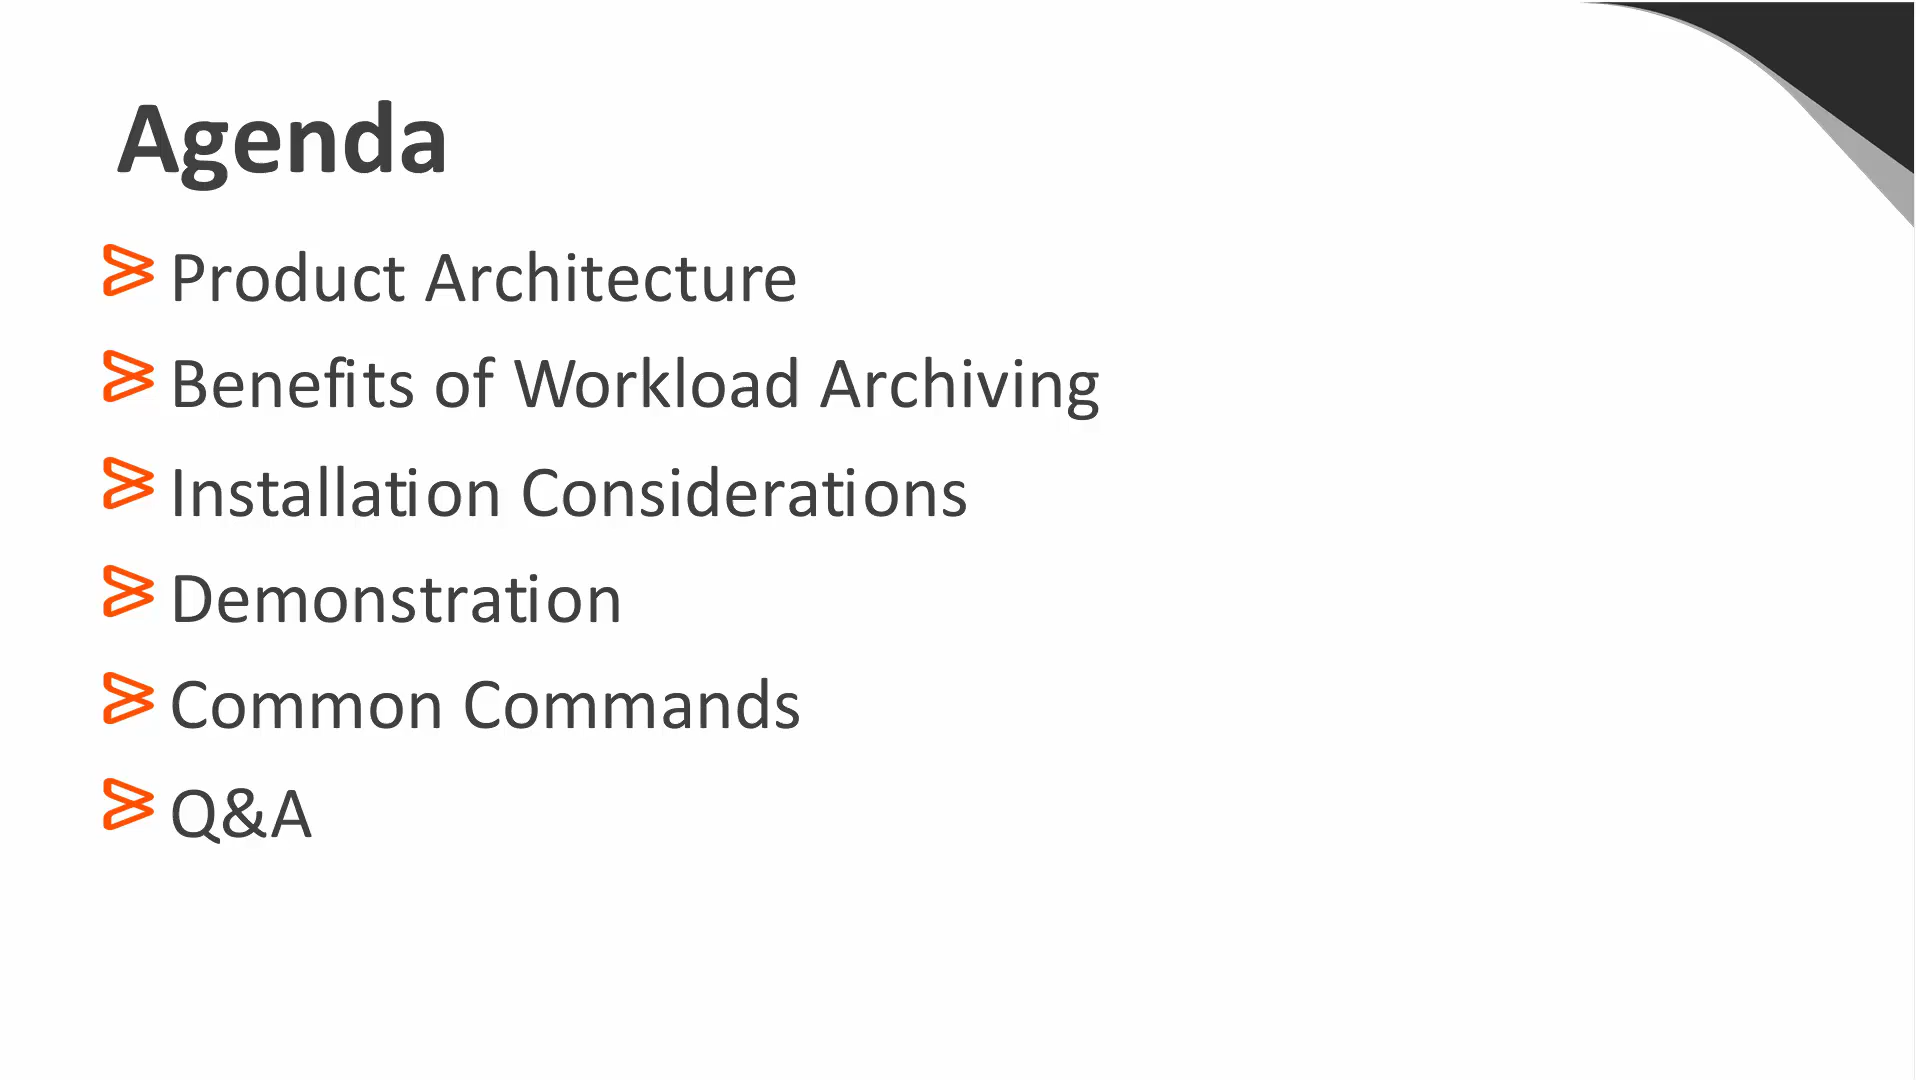 Agenda
Product Architecture
Benefits of Workload Archiving
Installation Considerations
Demonstration
Common Commands
Q&A